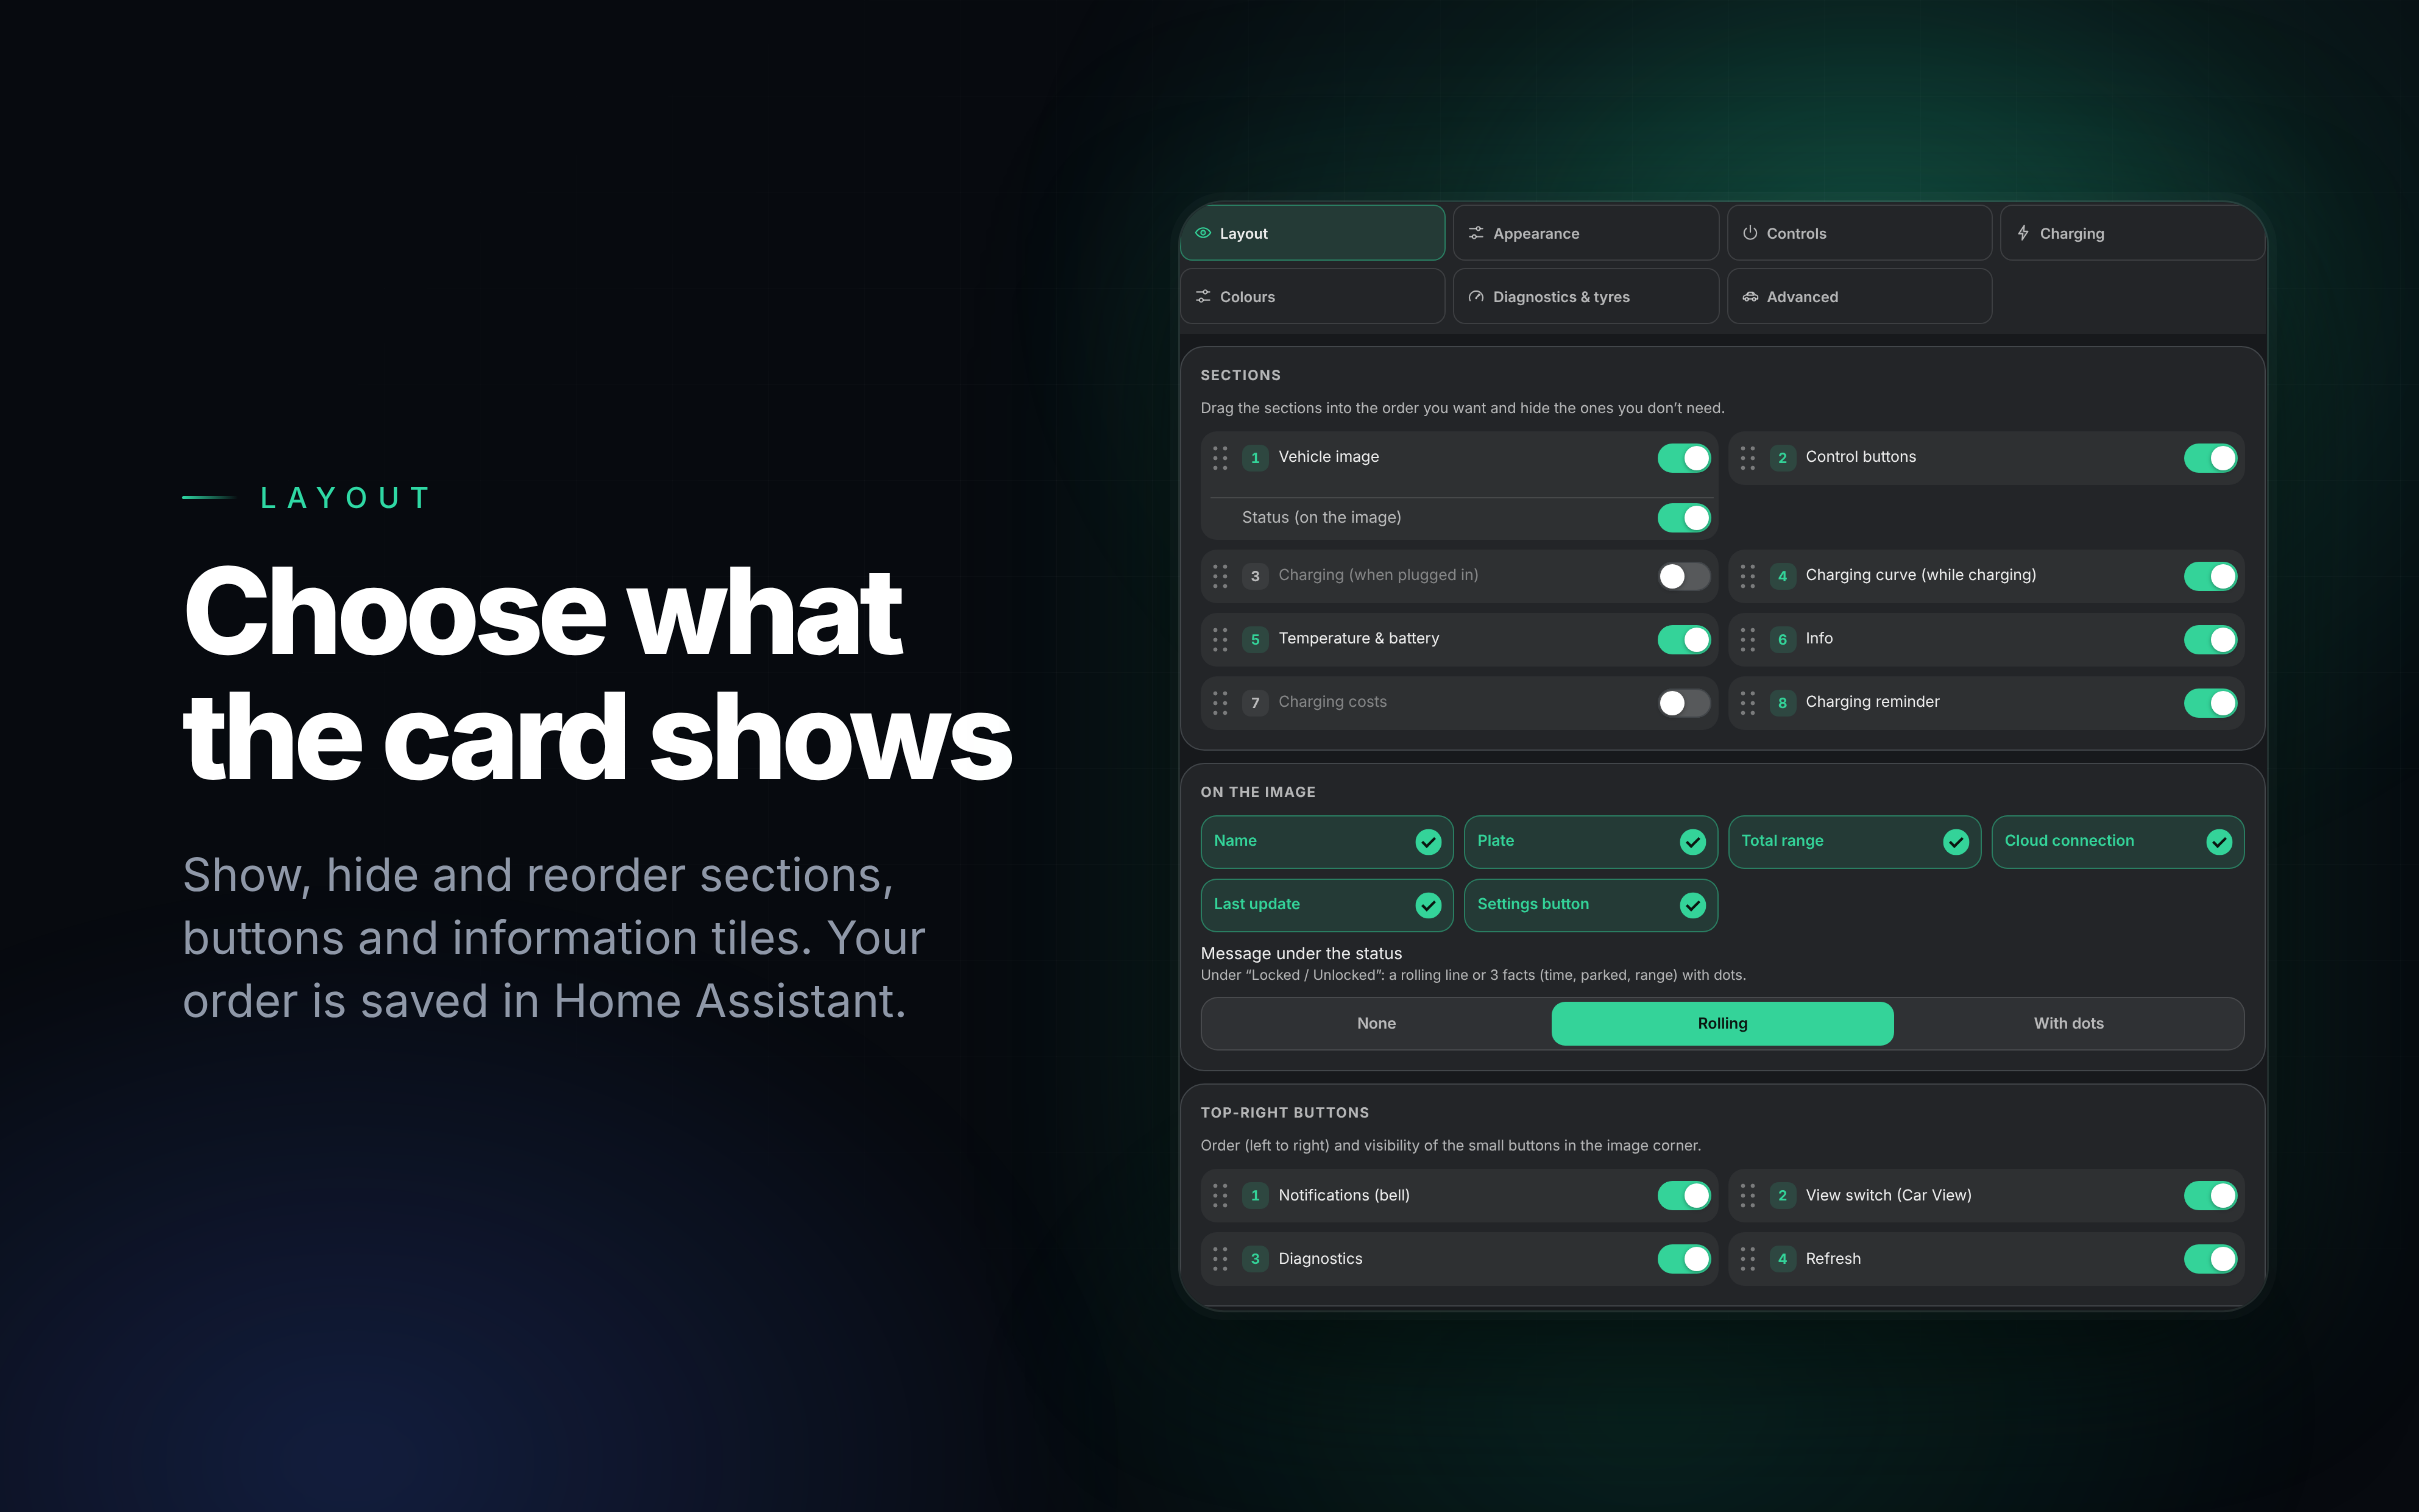 LAYOUT
Choose what
the card shows
Show, hide and reorder sections,
buttons and information tiles. Your
order is saved in Home Assistant.
Layout
Appearance
Controls
Charging
Colours
Diagnostics & tyres
Advanced
SECTIONS
Drag the sections into the order you want and hide the ones you don’t need.
1 Vehicle image
Status (on the image)
2 Control buttons
3 Charging (when plugged in)
4 Charging curve (while charging)
5 Temperature & battery
6 Info
7 Charging costs
8 Charging reminder
ON THE IMAGE
Name
Plate
Total range
Cloud connection
Last update
Settings button
Message under the status
Under “Locked / Unlocked”: a rolling line or 3 facts (time, parked, range) with dots.
None
Rolling
With dots
TOP-RIGHT BUTTONS
Order (left to right) and visibility of the small buttons in the image corner.
1 Notifications (bell)
2 View switch (Car View)
3 Diagnostics
4 Refresh